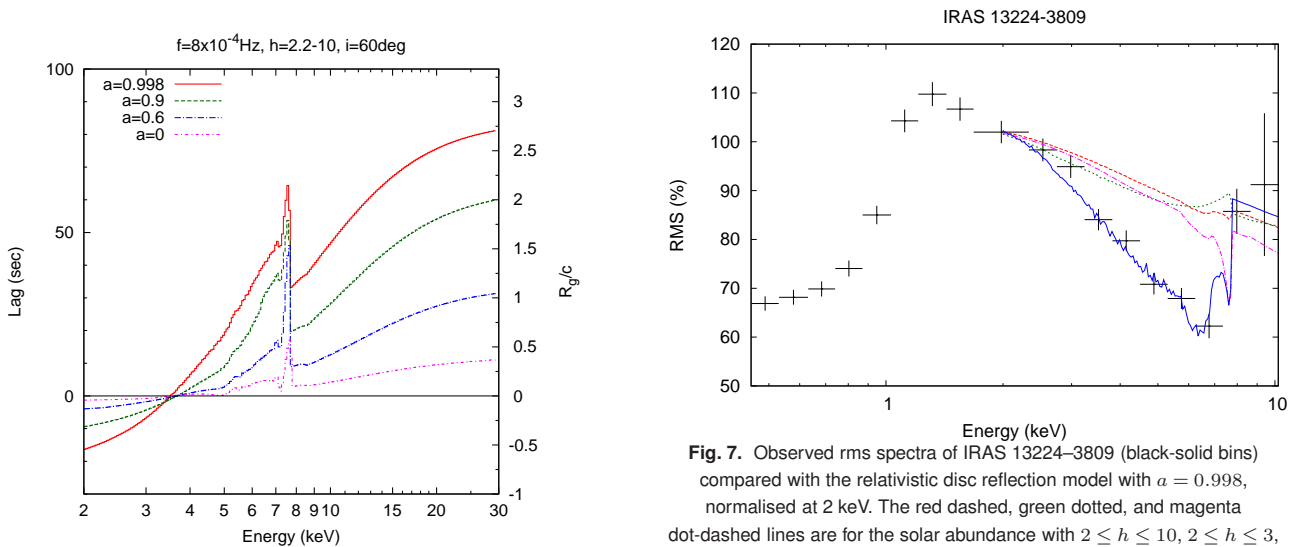 f=8x10⁻⁴Hz, h=2.2-10, i=60deg
a=0.998
a=0.9
a=0.6
a=0
100
50
0
Lag (sec)
3
2.5
2
1.5
1
0.5
0
-0.5
-1
R_g/c
2 3 4 5 6 7 8 9 10 20 30
Energy (keV)
IRAS 13224-3809
120
110
100
90
80
70
60
50
RMS (%)
1 10
Energy (keV)
Fig. 7. Observed rms spectra of IRAS 13224–3809 (black-solid bins)
compared with the relativistic disc reflection model with a = 0.998,
normalised at 2 keV. The red dashed, green dotted, and magenta
dot-dashed lines are for the solar abundance with 2 ≤ h ≤ 10, 2 ≤ h ≤ 3,